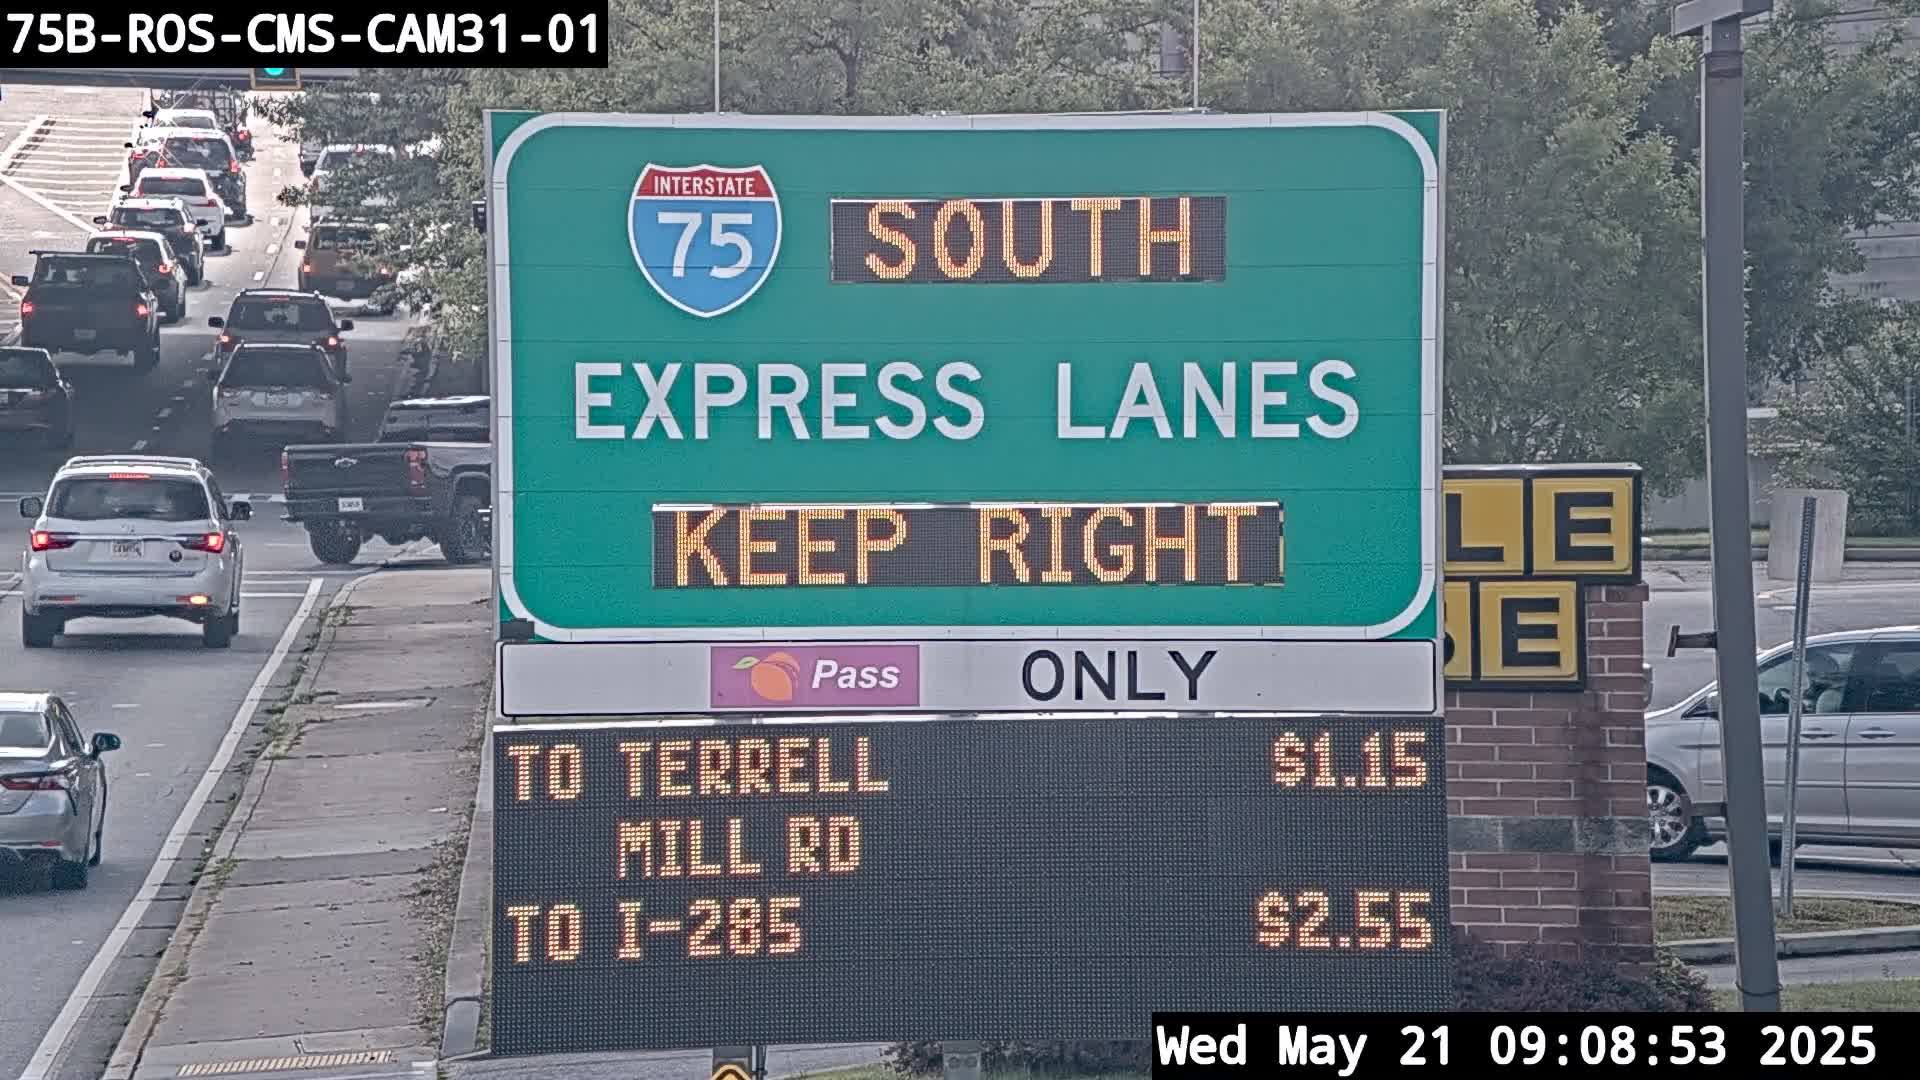 75B-ROS-CMS-CAM31-01
INTERSTATE
75
SOUTH
EXPRESS LANES
KEEP RIGHT
Pass ONLY
TO TERRELL $1.15
MILL RD
TO I-285 $2.55
LE
E
Wed May 21 09:08:53 2025